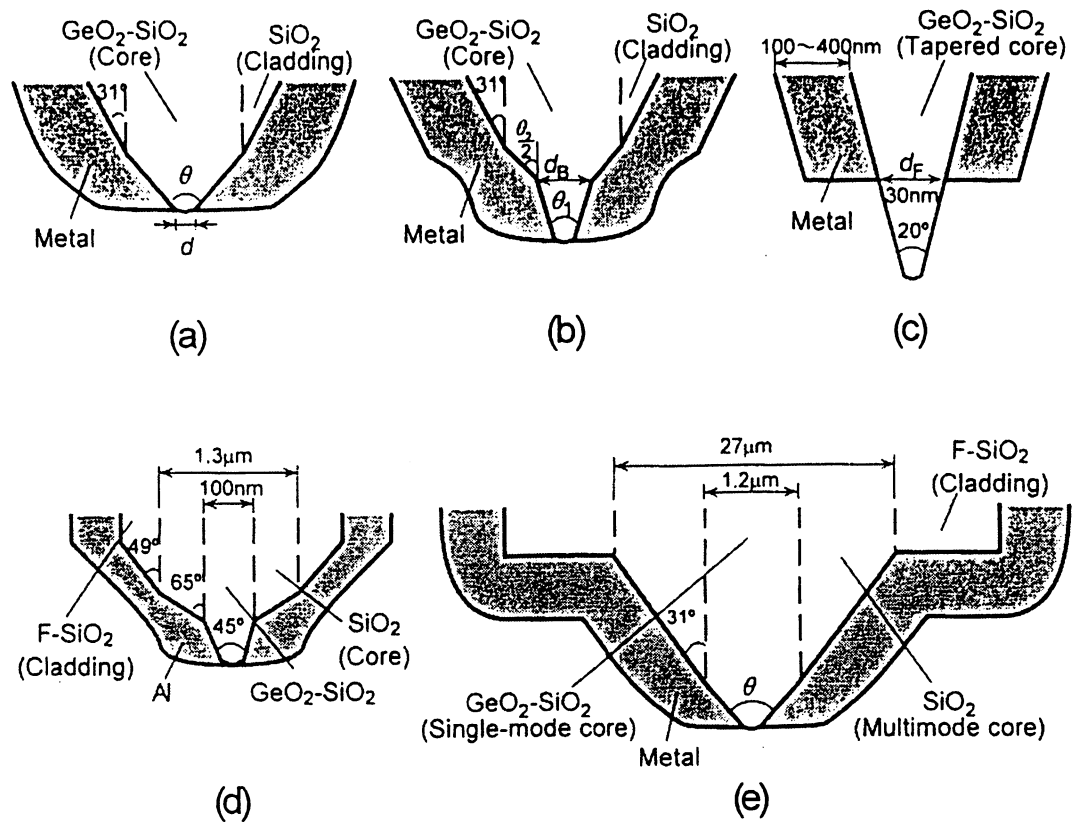 GeO₂-SiO₂
(Core)
SiO₂
(Cladding)
31°
θ
Metal
d
(a)
GeO₂-SiO₂
(Core)
SiO₂
(Cladding)
31°
θ₂/2
d_B
θ₁
Metal
(b)
GeO₂-SiO₂
(Tapered core)
100~400nm
d_F
30nm
Metal
20°
(c)
1.3μm
100nm
49°
65°
45°
F-SiO₂
(Cladding)
Al
SiO₂
(Core)
GeO₂-SiO₂
(d)
27μm
1.2μm
F-SiO₂
(Cladding)
31°
θ
GeO₂-SiO₂
(Single-mode core)
Metal
SiO₂
(Multimode core)
(e)